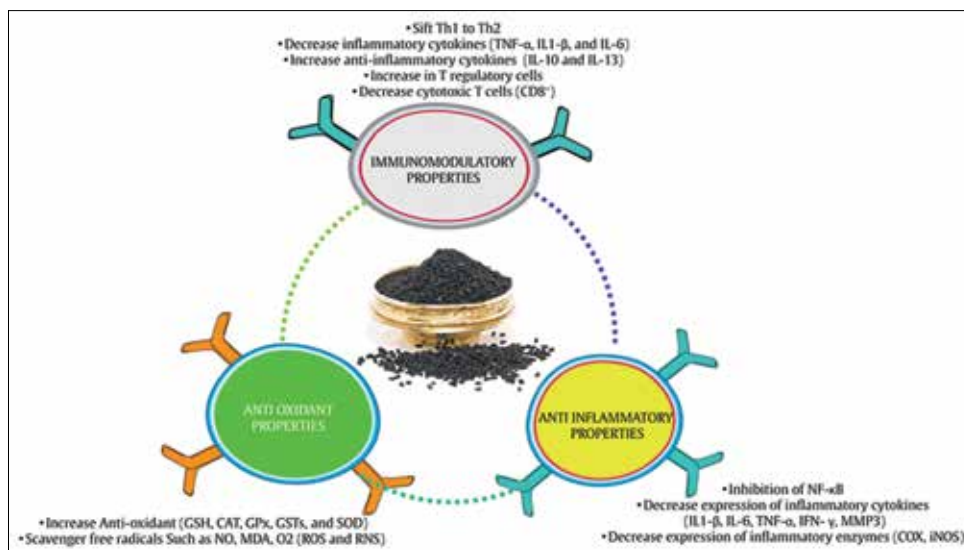 •Sift Th1 to Th2
•Decrease inflammatory cytokines (TNF-α, IL1-β, and IL-6)
•Increase anti-inflammatory cytokines (IL-10 and IL-13)
•Increase in T regulatory cells
•Decrease cytotoxic T cells (CD8⁺)
IMMUNOMODULATORY
PROPERTIES
ANTI OXIDANT
PROPERTIES
ANTI INFLAMMATORY
PROPERTIES
•Increase Anti-oxidant (GSH, CAT, GPx, GSTs, and SOD)
•Scavenger free radicals Such as NO, MDA, O2 (ROS and RNS)
•Inhibition of NF-κB
•Decrease expression of inflammatory cytokines
(IL1-β, IL-6, TNF-α, IFN- γ, MMP3)
•Decrease expression of inflammatory enzymes (COX, iNOS)